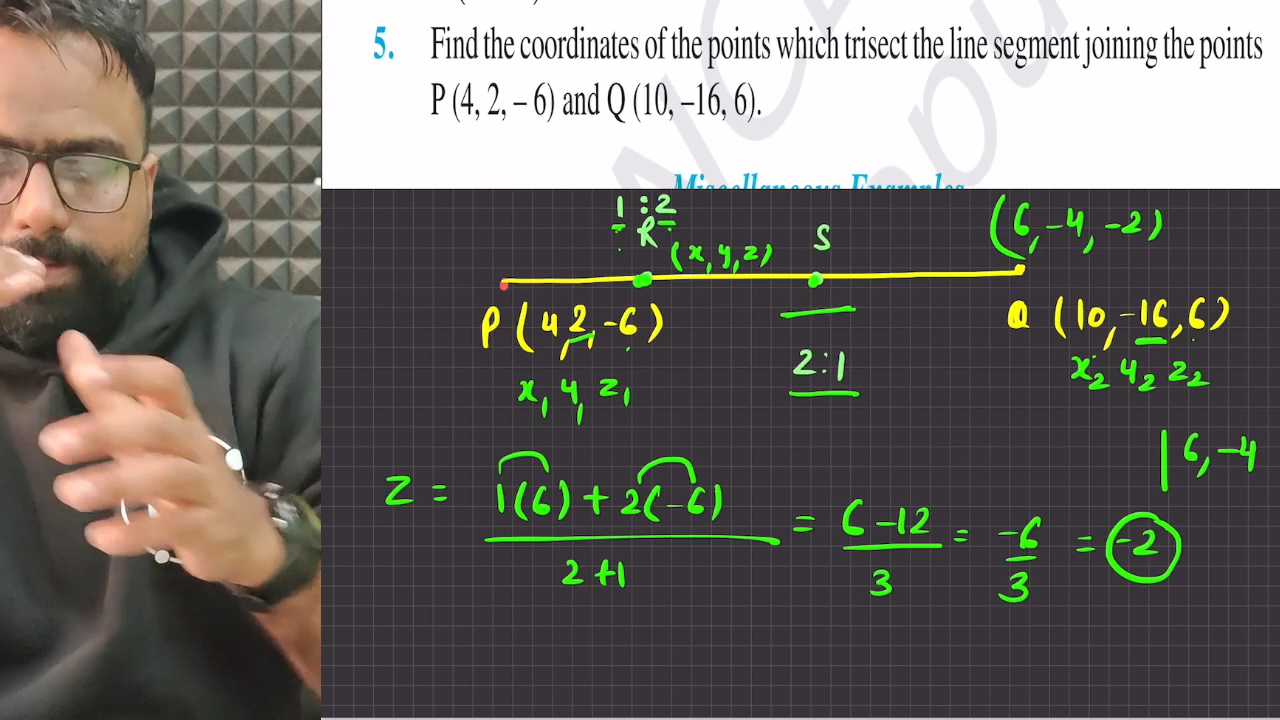 5. Find the coordinates of the points which trisect the line segment joining the points
P (4, 2, – 6) and Q (10, –16, 6).
Miscellaneous Examples
1 : 2
R
(x, y, z)
S
(6, -4, -2)
P (4, 2, -6)
Q (10, -16, 6)
x₁ y₁ z₁
2:1
x₂ y₂ z₂
6, -4
z = 1(6) + 2(-6) / 2+1 = 6-12 / 3 = -6 / 3 = -2